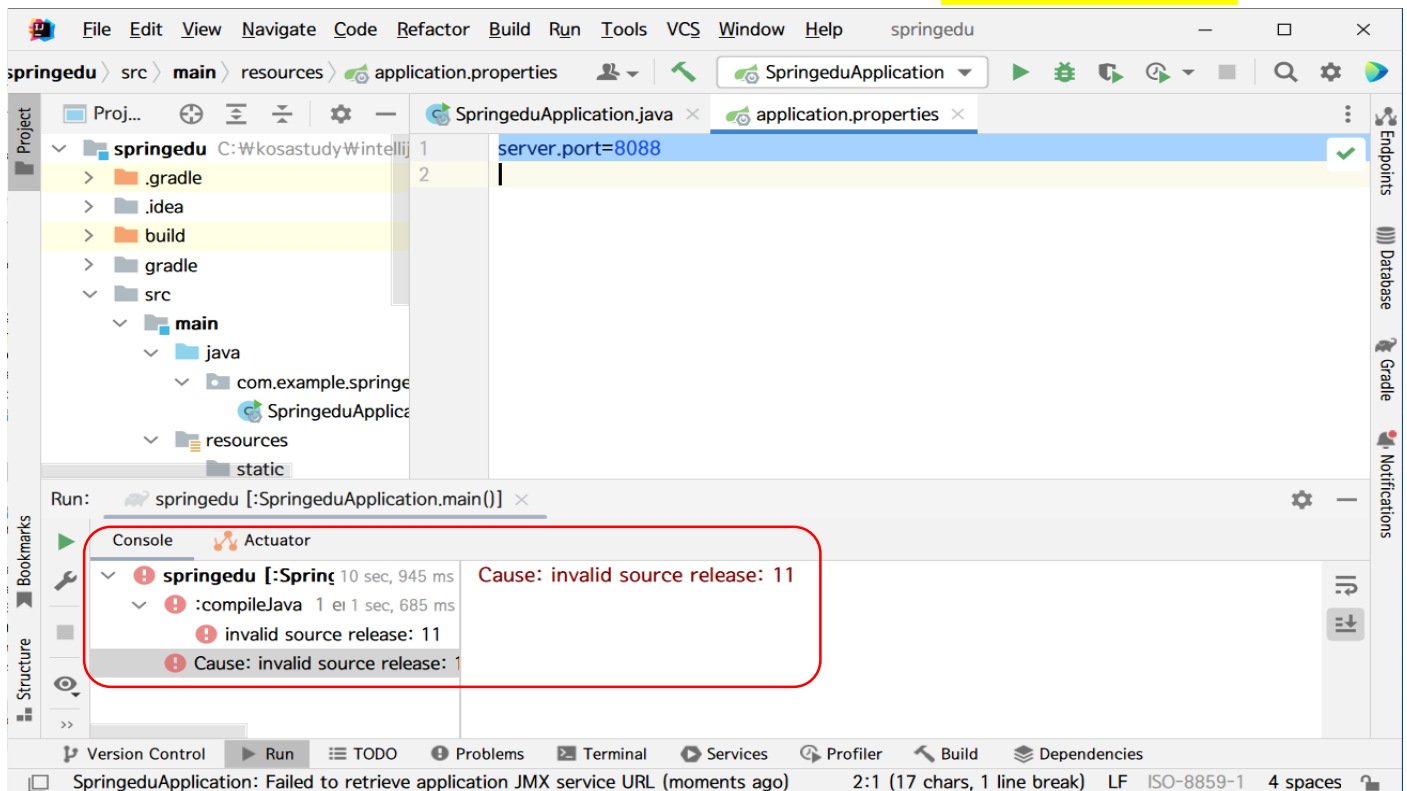 File Edit View Navigate Code Refactor Build Run Tools VCS Window Help springedu
springedu src main resources application.properties SpringeduApplication
Project
Proj...
SpringeduApplication.java application.properties
springedu C:₩kosastudy₩intellij
.gradle
.idea
build
gradle
src
main
java
com.example.springe
SpringeduApplica
resources
static
1 server.port=8088
2
Endpoints
Database
Gradle
Notifications
Run: springedu [:SpringeduApplication.main()]
Bookmarks
Structure
Console Actuator
springedu [:Spring 10 sec, 945 ms
:compileJava 1 er 1 sec, 685 ms
invalid source release: 11
Cause: invalid source release: 1
Cause: invalid source release: 11
Version Control Run TODO Problems Terminal Services Profiler Build Dependencies
SpringeduApplication: Failed to retrieve application JMX service URL (moments ago) 2:1 (17 chars, 1 line break) LF ISO-8859-1 4 spaces